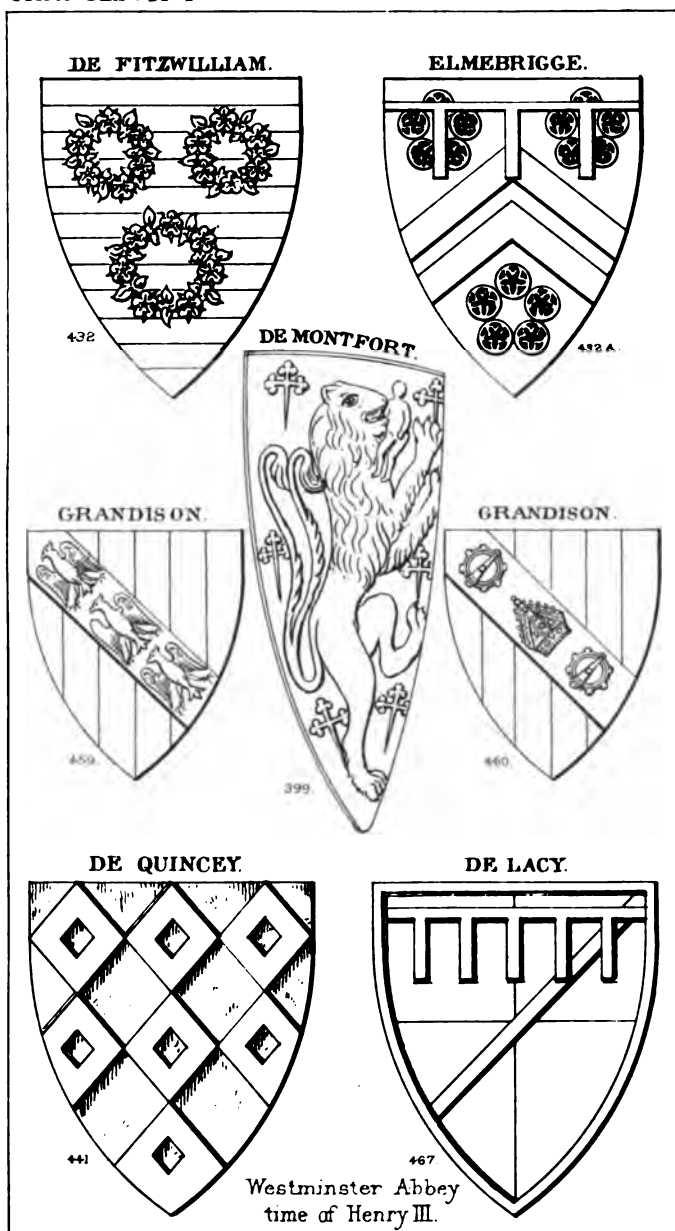 DE FITZWILLIAM.
ELMEBRIGGE.
432
432 A.
DE MONTFORT.
GRANDISON.
GRANDISON.
459.
460.
399.
DE QUINCEY.
DE LACY.
441
467.
Westminster Abbey
time of Henry III.